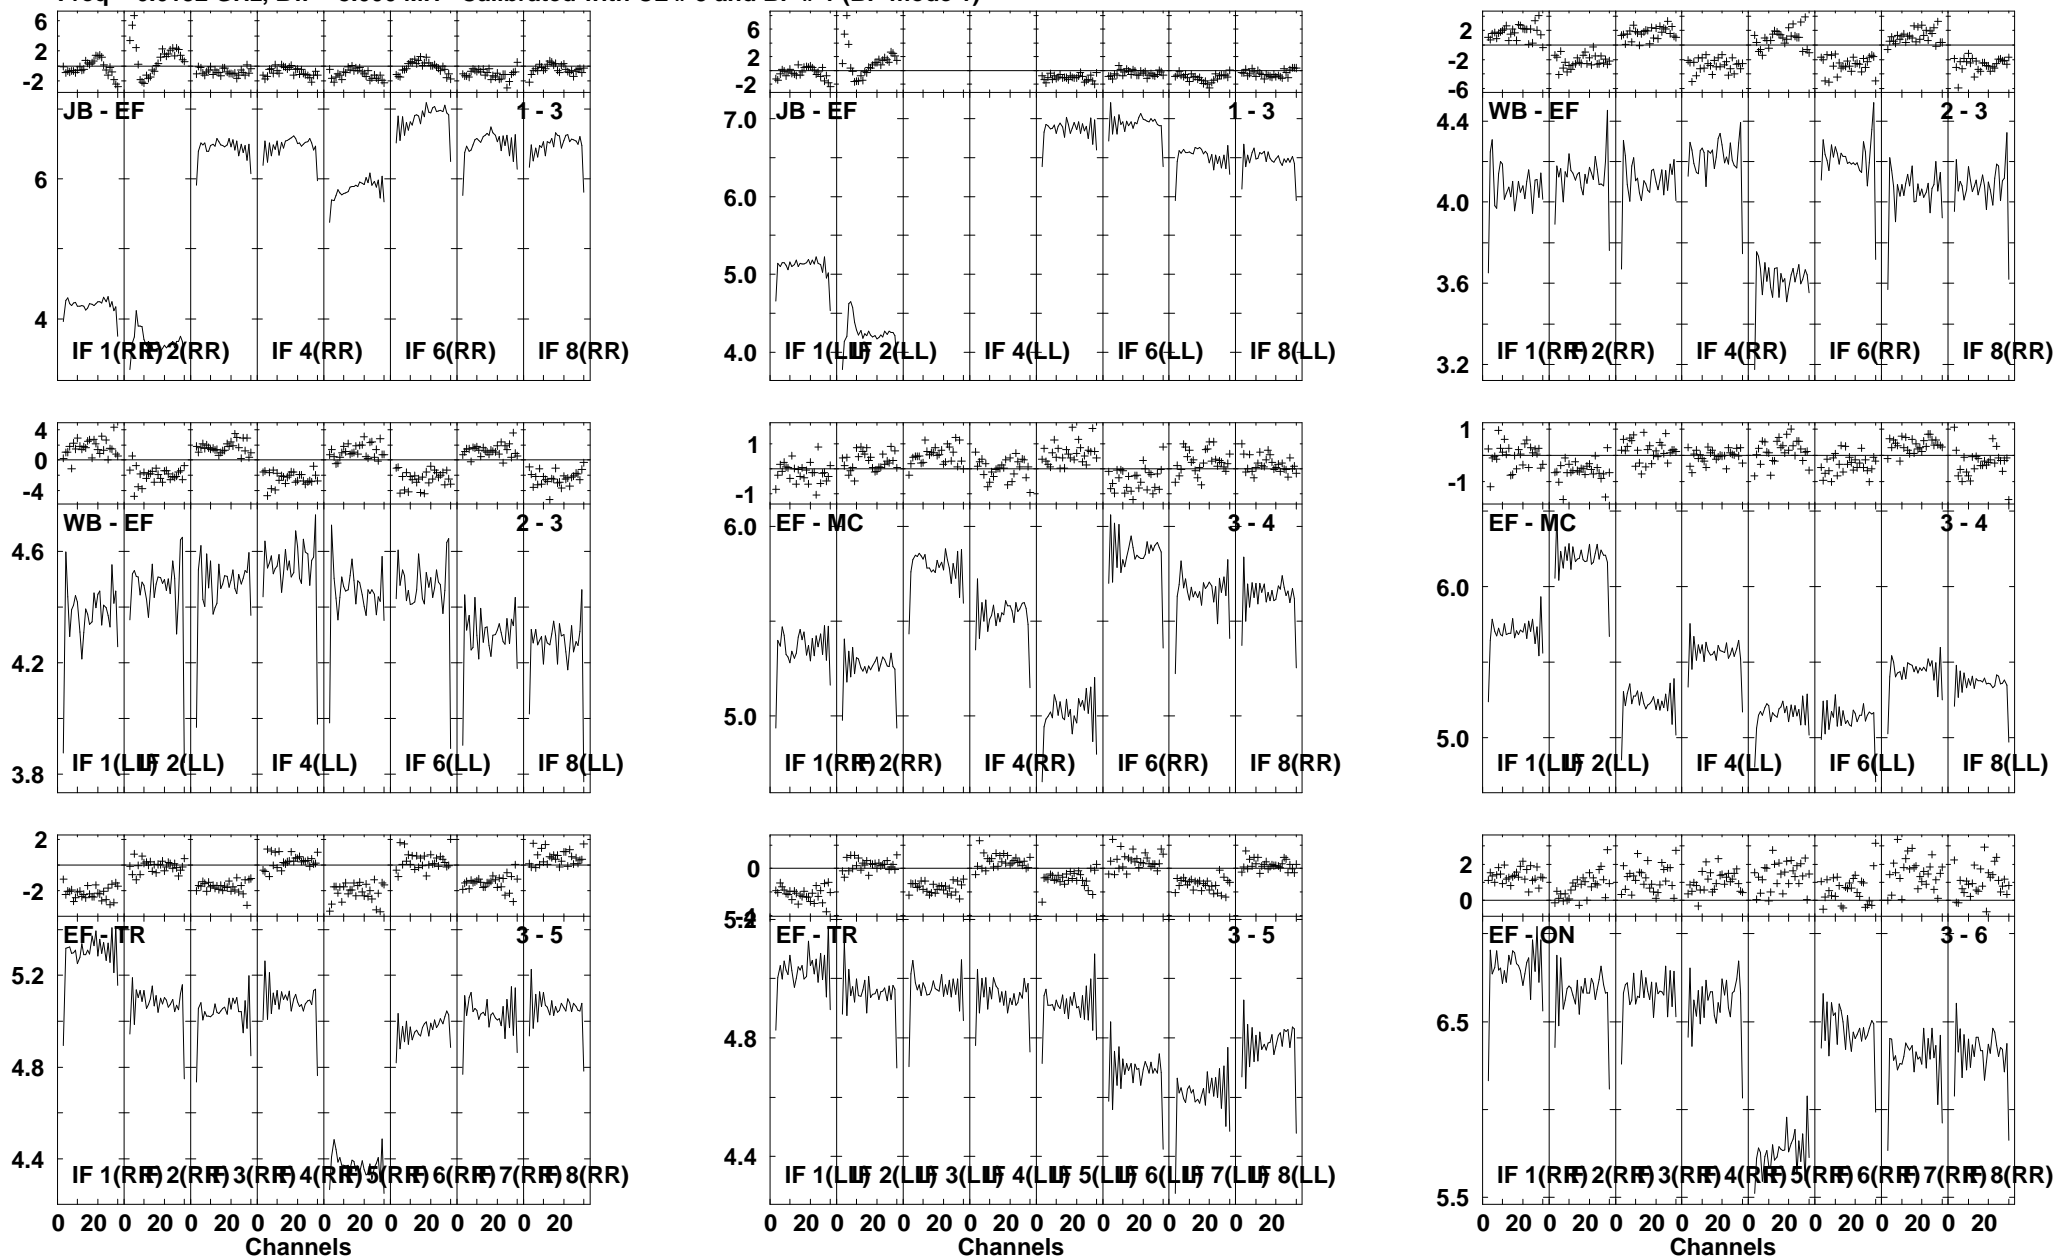 6
2
-2
JB - EF
1 - 3
6
4
IF 1(RR)
IF 2(RR)
IF 4(RR)
IF 6(RR)
IF 8(RR)
6
2
-2
JB - EF
1 - 3
7.0
6.0
5.0
4.0
IF 1(LL)
IF 2(LL)
IF 4(LL)
IF 6(LL)
IF 8(LL)
2
-2
-6
WB - EF
2 - 3
4.4
4.0
3.6
3.2
IF 1(RR)
IF 2(RR)
IF 4(RR)
IF 6(RR)
IF 8(RR)
4
0
-4
WB - EF
2 - 3
4.6
4.2
3.8
IF 1(LL)
IF 2(LL)
IF 4(LL)
IF 6(LL)
IF 8(LL)
1
-1
EF - MC
3 - 4
6.0
5.0
IF 1(RR)
IF 2(RR)
IF 4(RR)
IF 6(RR)
IF 8(RR)
1
-1
EF - MC
3 - 4
6.0
5.0
IF 1(LL)
IF 2(LL)
IF 4(LL)
IF 6(LL)
IF 8(LL)
2
-2
EF - TR
3 - 5
5.2
4.8
4.4
IF 1(RR)
IF 2(RR)
IF 3(RR)
IF 4(RR)
IF 5(RR)
IF 6(RR)
IF 7(RR)
IF 8(RR)
0 20 0 20 0 20 0 20 0 20 0 20 0 20 0 20
Channels
0
-4
EF - TR
3 - 5
5.2
4.8
4.4
IF 1(LL)
IF 2(LL)
IF 3(LL)
IF 4(LL)
IF 5(LL)
IF 6(LL)
IF 7(LL)
IF 8(LL)
0 20 0 20 0 20 0 20 0 20 0 20 0 20 0 20
Channels
2
0
EF - ON
3 - 6
6.5
5.5
IF 1(RR)
IF 2(RR)
IF 3(RR)
IF 4(RR)
IF 5(RR)
IF 6(RR)
IF 7(RR)
IF 8(RR)
0 20 0 20 0 20 0 20 0 20 0 20 0 20 0 20
Channels